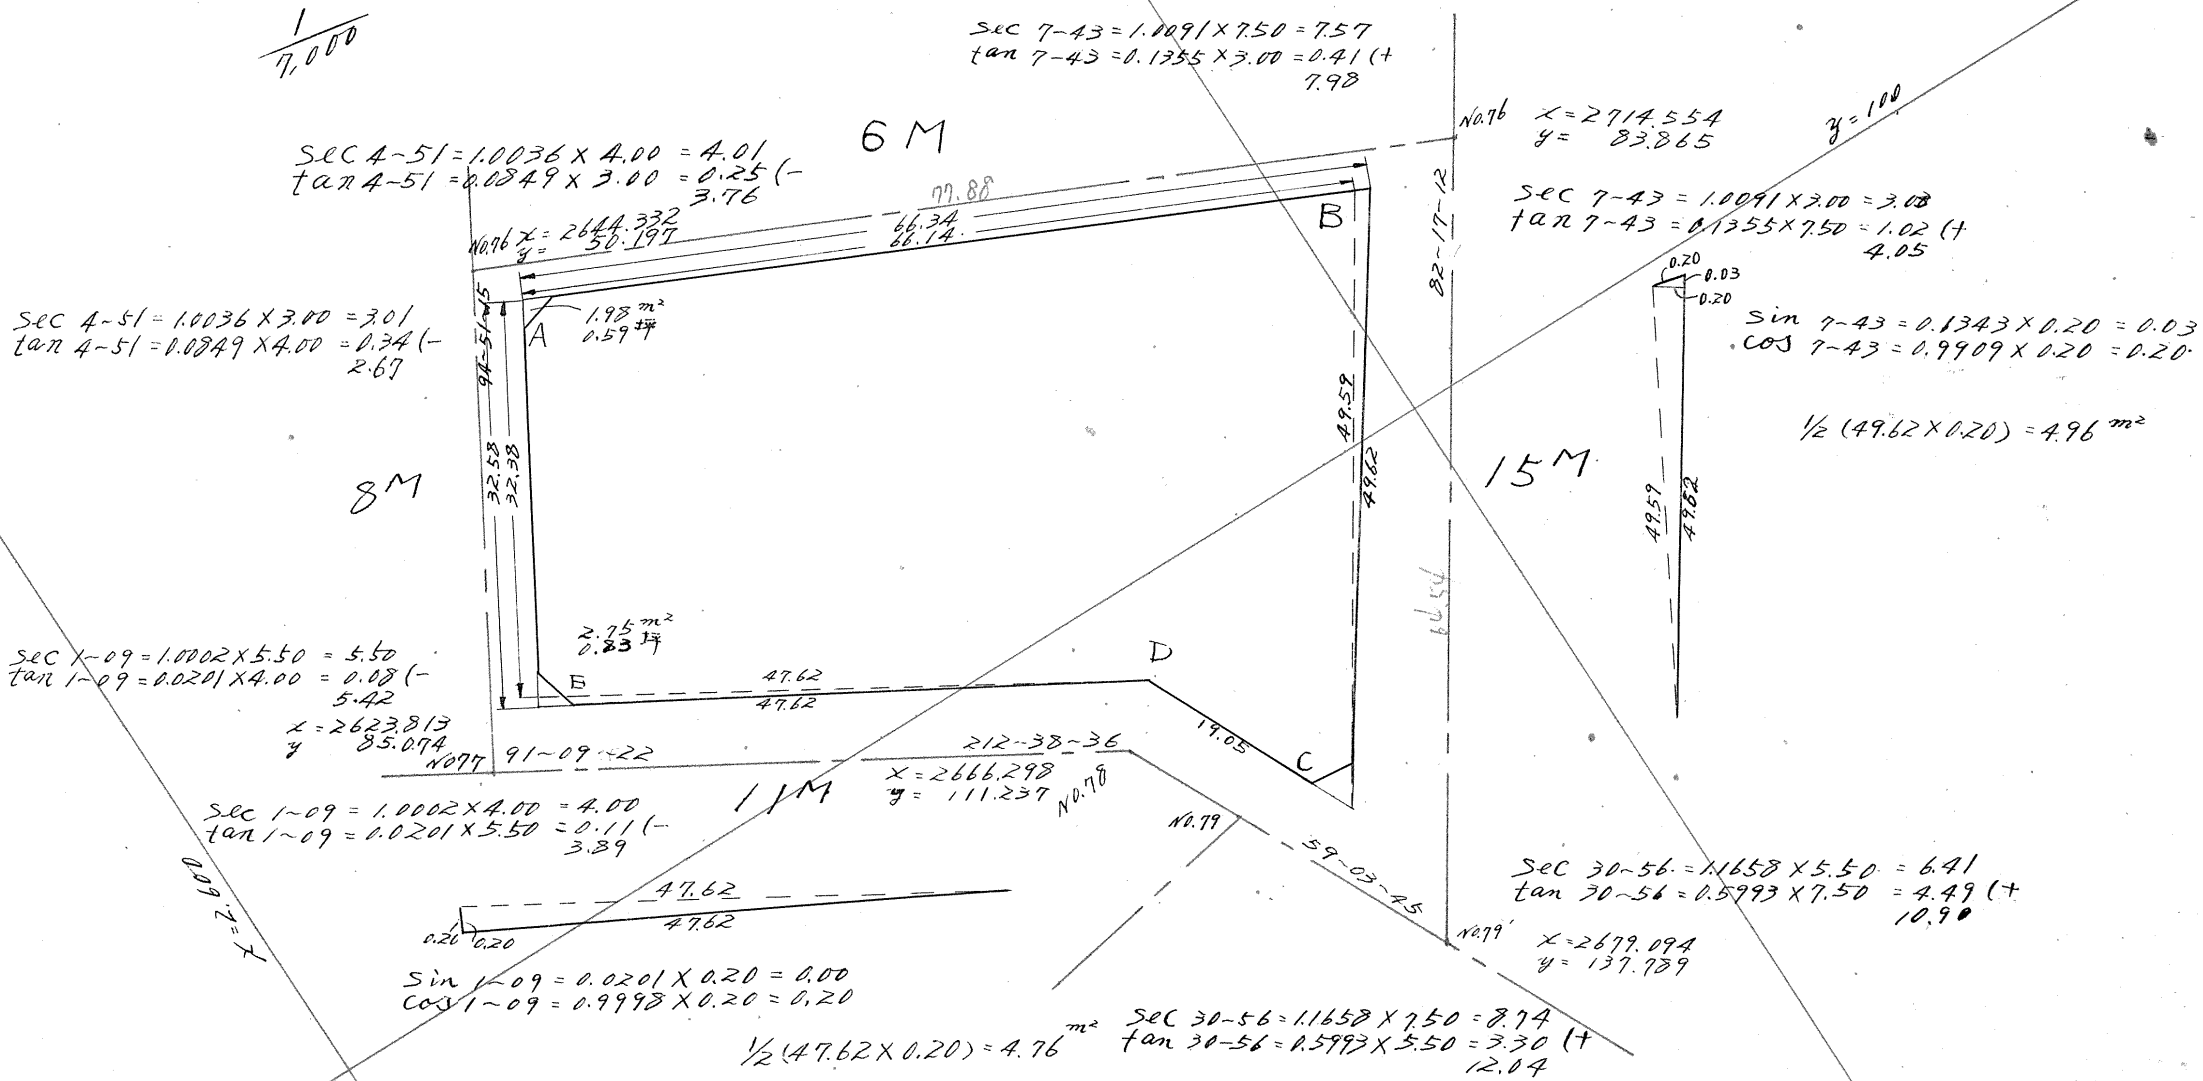 1
7,000
sec 7-43 = 1.0091 X 7.50 = 7.57
tan 7-43 = 0.1355 X 3.00 = 0.41 (+
7.98
6 M
sec 4-51 = 1.0036 X 4.00 = 4.01
tan 4-51 = 0.0849 X 3.00 = 0.25 (-
3.76
No.76 x = 2714.554
y = 83.865
y = 100
77.88
66.34
66.14
No.76 x = 2644.332
y = 50.197
82-17-12
sec 7-43 = 1.0091 X 3.00 = 3.03
tan 7-43 = 0.1355 X 7.50 = 1.02 (+
4.05
B
0.20
0.03
0.20
sec 4-51 = 1.0036 X 3.00 = 3.01
tan 4-51 = 0.0849 X 4.00 = 0.34 (-
2.67
94-51-15
A
1.98 m²
0.59 坪
sin 7-43 = 0.1343 X 0.20 = 0.03
cos 7-43 = 0.9909 X 0.20 = 0.20
½ (49.62 X 0.20) = 4.96 m²
8 M
32.58
32.38
49.59
49.62
15 M
49.59
49.62
2.75 m²
0.83 坪
sec 1-09 = 1.0002 X 5.50 = 5.50
tan 1-09 = 0.0201 X 4.00 = 0.08 (-
5.42
E
47.62
47.62
D
x = 2623.813
y 85.074
No77
91-09-22
212-38-36
x = 2666.298
y = 111.237
No.78
19.05
C
11M
sec 1-09 = 1.0002 X 4.00 = 4.00
tan 1-09 = 0.0201 X 5.50 = 0.11 (-
3.89
No.79
59-03-45
x = 2,600
47.62
47.62
0.20 0.20
sec 30-56 = 1.1658 X 5.50 = 6.41
tan 30-56 = 0.5993 X 7.50 = 4.49 (+
10.90
No.79'
x = 2679.094
y = 137.789
sin 1-09 = 0.0201 X 0.20 = 0.00
cos 1-09 = 0.9998 X 0.20 = 0.20
½ (47.62 X 0.20) = 4.76 m²
sec 30-56 = 1.1658 X 7.50 = 8.74
tan 30-56 = 0.5993 X 5.50 = 3.30 (+
12.04